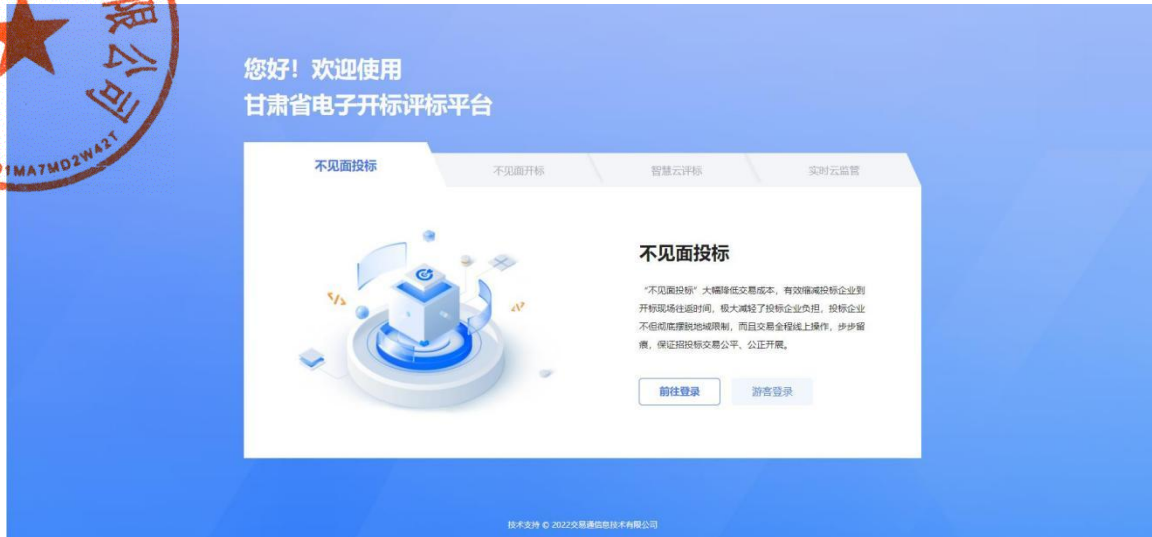 限公司
1MA7MD2WA2T
您好！欢迎使用
甘肃省电子开标评标平台
不见面投标
不见面开标
智慧云评标
实时云监管
不见面投标
“不见面投标”大幅降低交易成本，有效缩减投标企业到
开标现场往返时间，极大减轻了投标企业负担，投标企业
不但彻底摆脱地域限制，而且交易全程线上操作，步步留
痕，保证招投标交易公平、公正开展。
前往登录
游客登录
技术支持 © 2022交易通信息技术有限公司